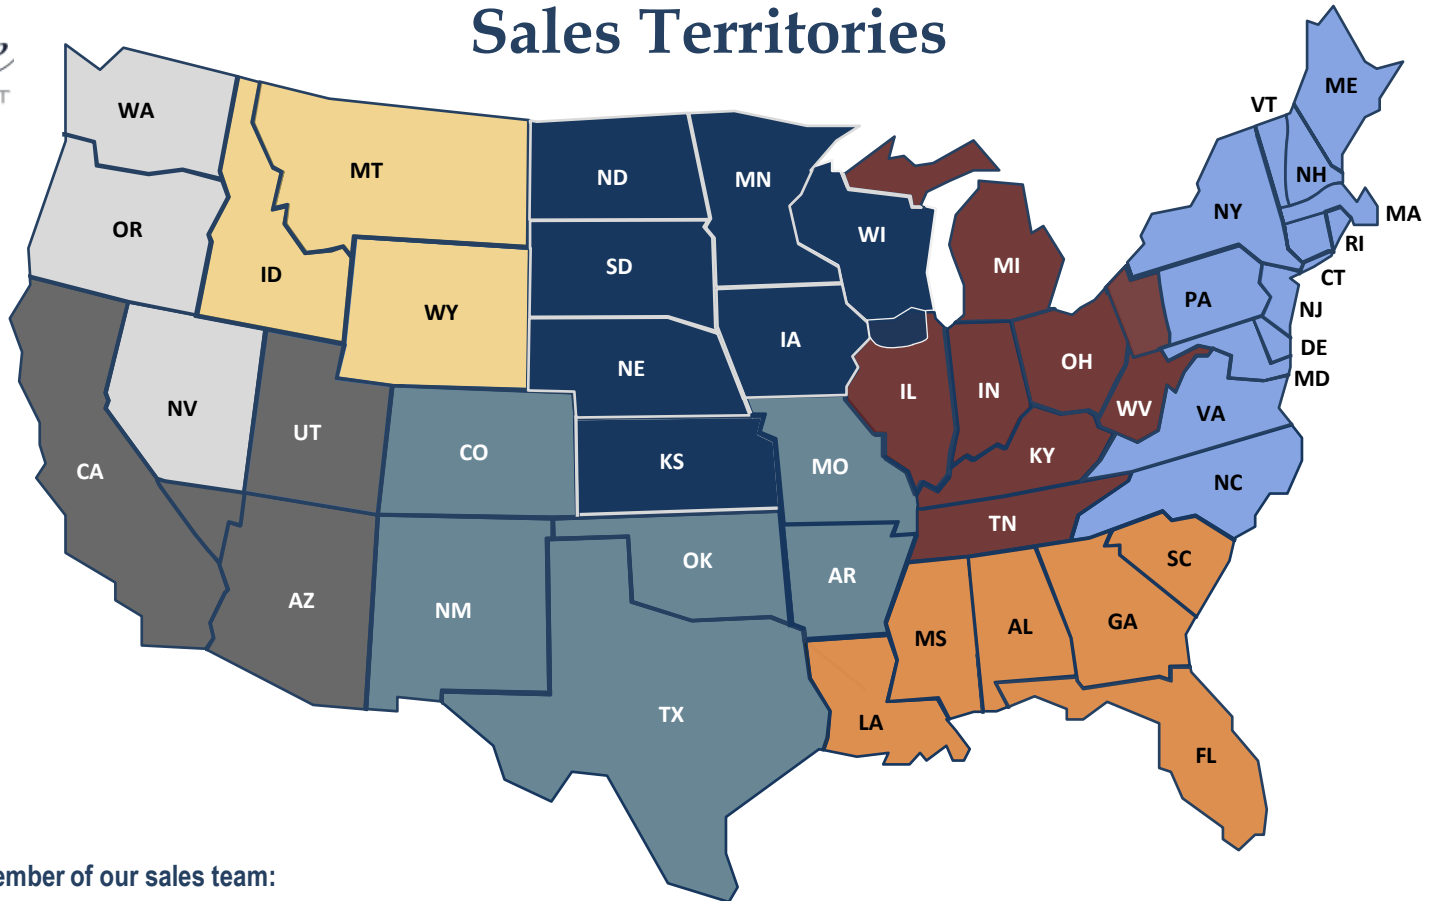 Sales Territories
WA
OR
MT
ID
WY
ND
MN
SD
WI
NE
IA
MI
NV
UT
CA
CO
KS
MO
IL
IN
OH
WV
KY
TN
AZ
NM
OK
AR
TX
LA
MS
AL
GA
SC
FL
NC
VA
PA
NY
VT
NH
ME
MA
RI
CT
NJ
DE
MD
ember of our sales team: